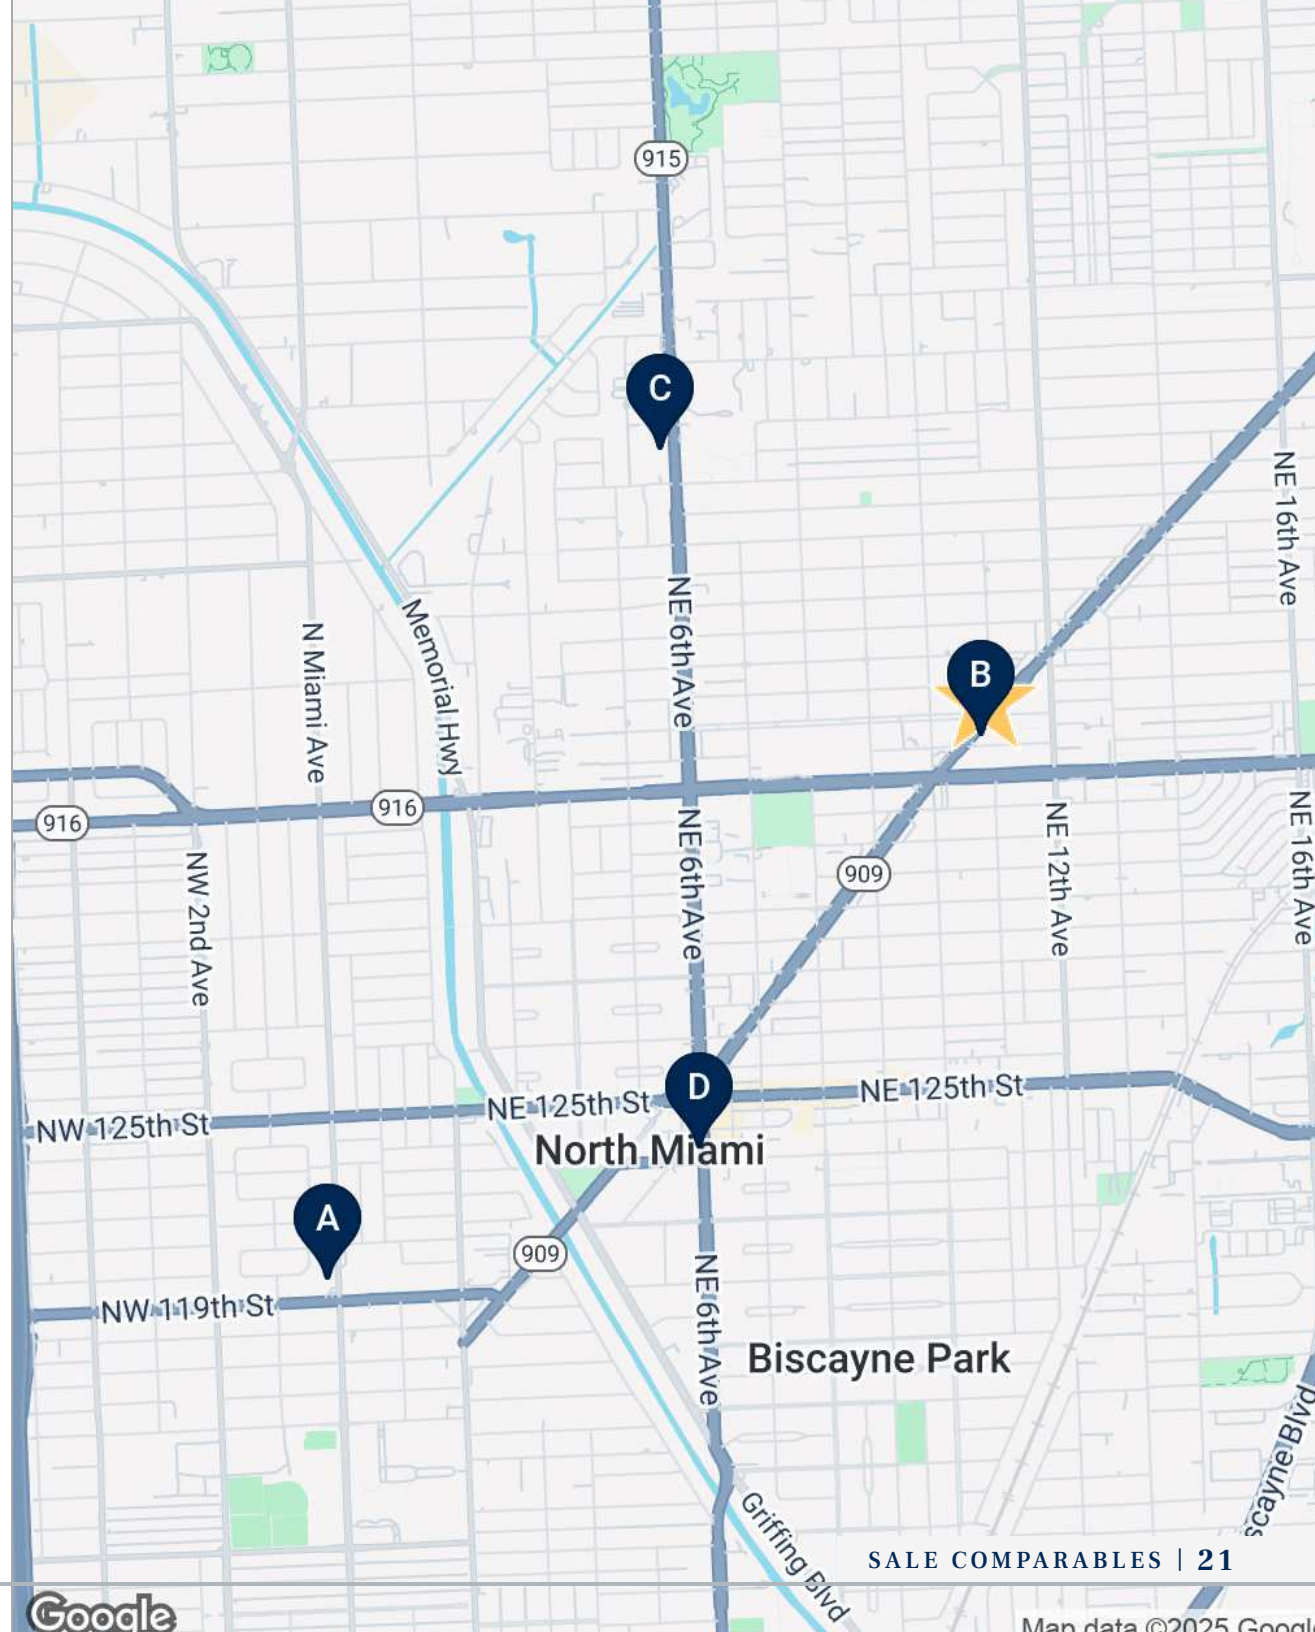 915
C
NE 16th Ave
NE 6th Ave
Memorial Hwy
N Miami Ave
B
916
916
NE 6th Ave
NE 12th Ave
NE 16th Ave
NW 2nd Ave
909
D
NE 125th St
NE 125th St
NW 125th St
North Miami
A
909
NW 119th St
NE 6th Ave
Biscayne Park
scayne Blvd
Griffing Blvd
SALE COMPARABLES | 21
Google
Map data ©2025 Google